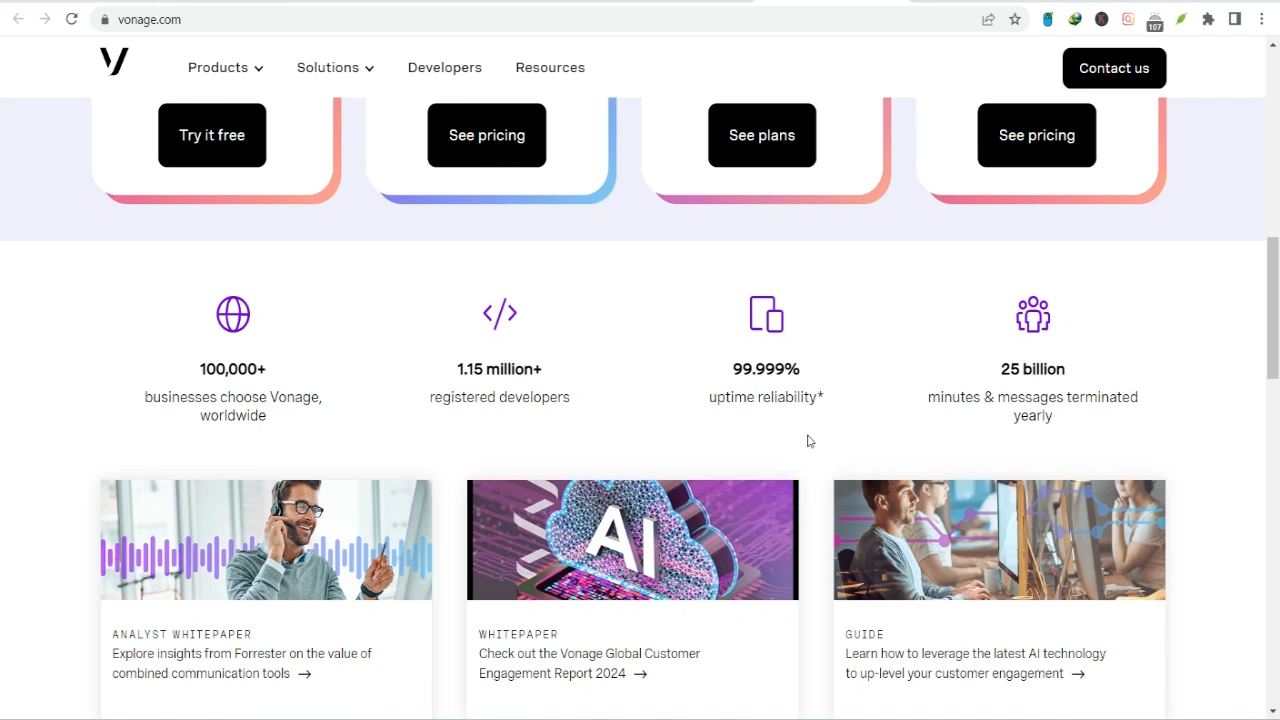 vonage.com
107
Products
Solutions
Developers
Resources
Contact us
Try it free
See pricing
See plans
See pricing
100,000+
businesses choose Vonage,
worldwide
1.15 million+
registered developers
99.999%
uptime reliability*
25 billion
minutes & messages terminated
yearly
AI
ANALYST WHITEPAPER
Explore insights from Forrester on the value of
combined communication tools →
WHITEPAPER
Check out the Vonage Global Customer
Engagement Report 2024 →
GUIDE
Learn how to leverage the latest AI technology
to up-level your customer engagement →